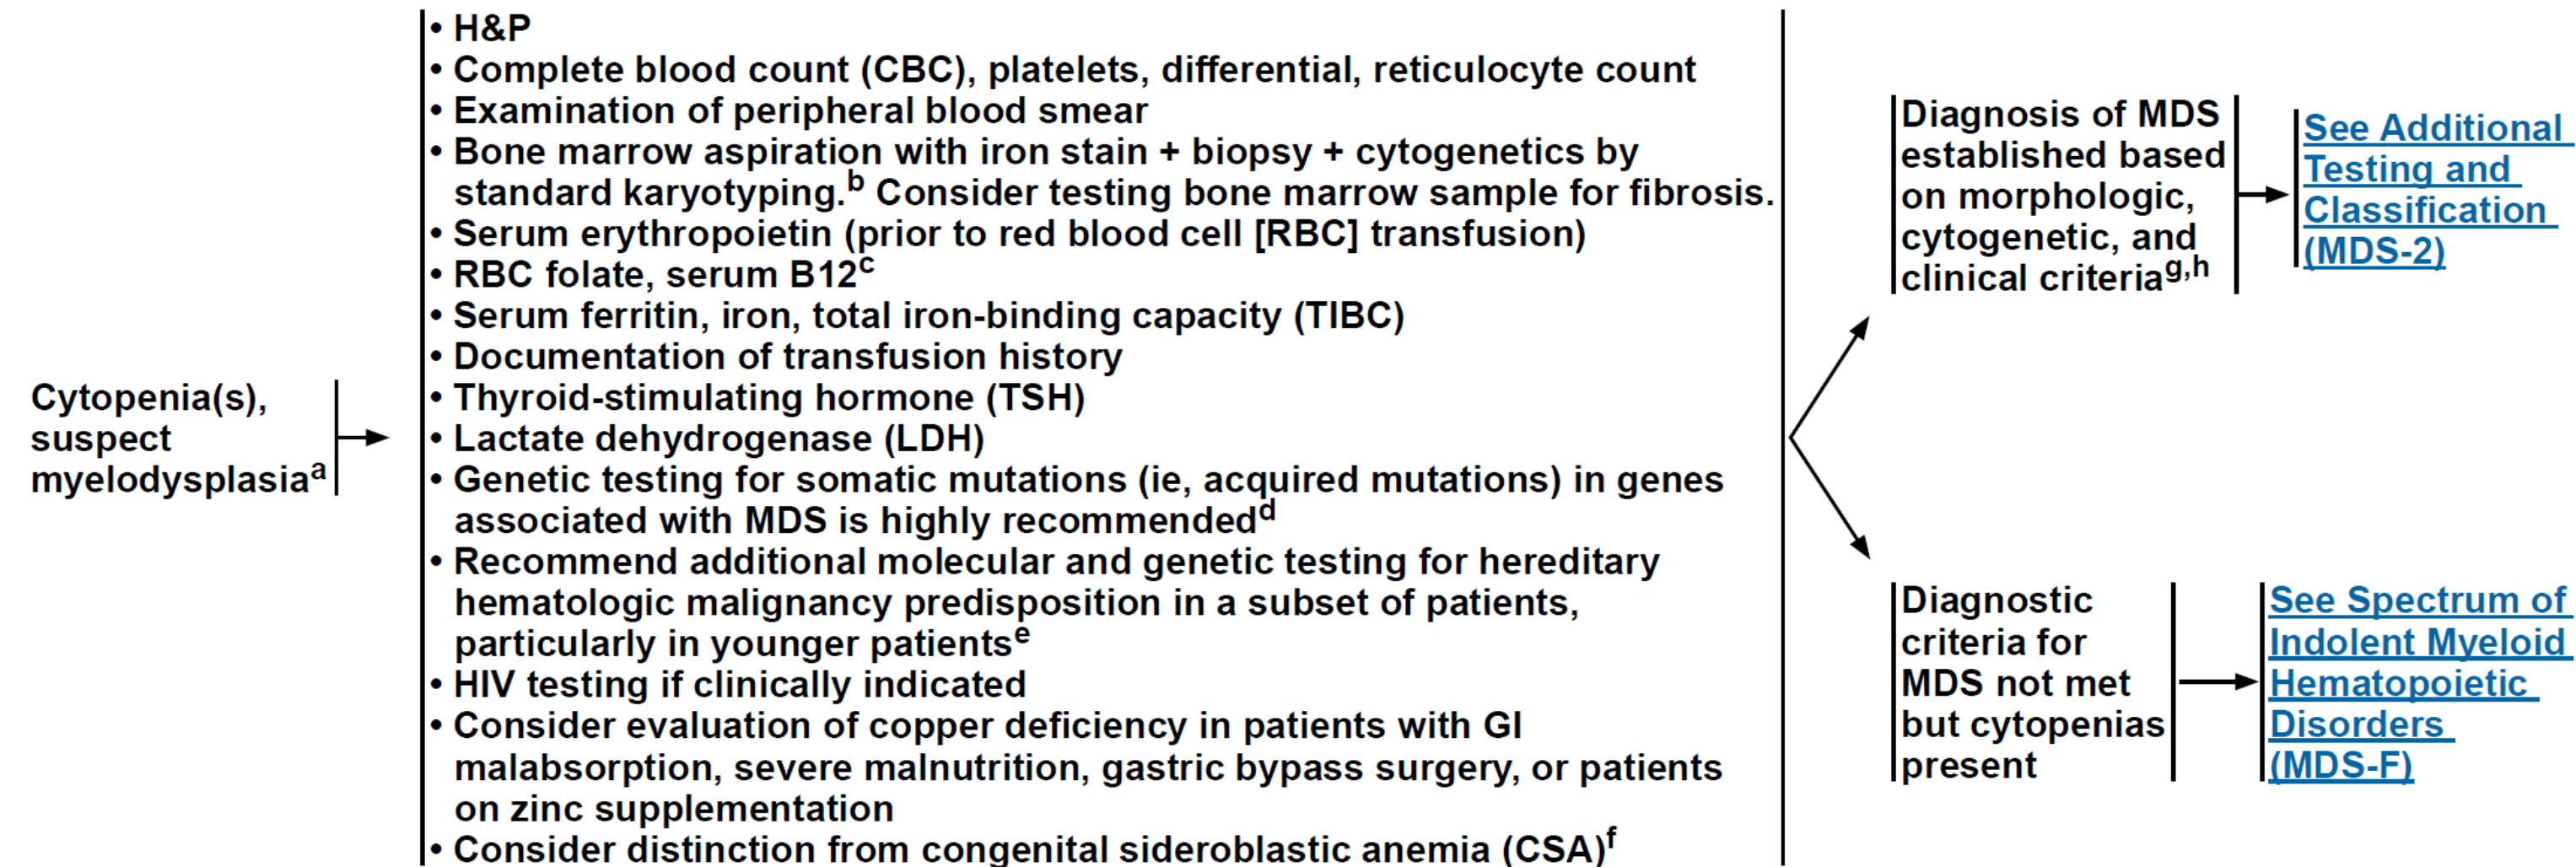 Cytopenia(s),
suspect
myelodysplasiaᵃ
• H&P
• Complete blood count (CBC), platelets, differential, reticulocyte count
• Examination of peripheral blood smear
• Bone marrow aspiration with iron stain + biopsy + cytogenetics by
standard karyotyping.ᵇ Consider testing bone marrow sample for fibrosis.
• Serum erythropoietin (prior to red blood cell [RBC] transfusion)
• RBC folate, serum B12ᶜ
• Serum ferritin, iron, total iron-binding capacity (TIBC)
• Documentation of transfusion history
• Thyroid-stimulating hormone (TSH)
• Lactate dehydrogenase (LDH)
• Genetic testing for somatic mutations (ie, acquired mutations) in genes
associated with MDS is highly recommendedᵈ
• Recommend additional molecular and genetic testing for hereditary
hematologic malignancy predisposition in a subset of patients,
particularly in younger patientsᵉ
• HIV testing if clinically indicated
• Consider evaluation of copper deficiency in patients with GI
malabsorption, severe malnutrition, gastric bypass surgery, or patients
on zinc supplementation
• Consider distinction from congenital sideroblastic anemia (CSA)ᶠ
Diagnosis of MDS
established based
on morphologic,
cytogenetic, and
clinical criteriaᵍ,ʰ
See Additional
Testing and
Classification
(MDS-2)
Diagnostic
criteria for
MDS not met
but cytopenias
present
See Spectrum of
Indolent Myeloid
Hematopoietic
Disorders
(MDS-F)